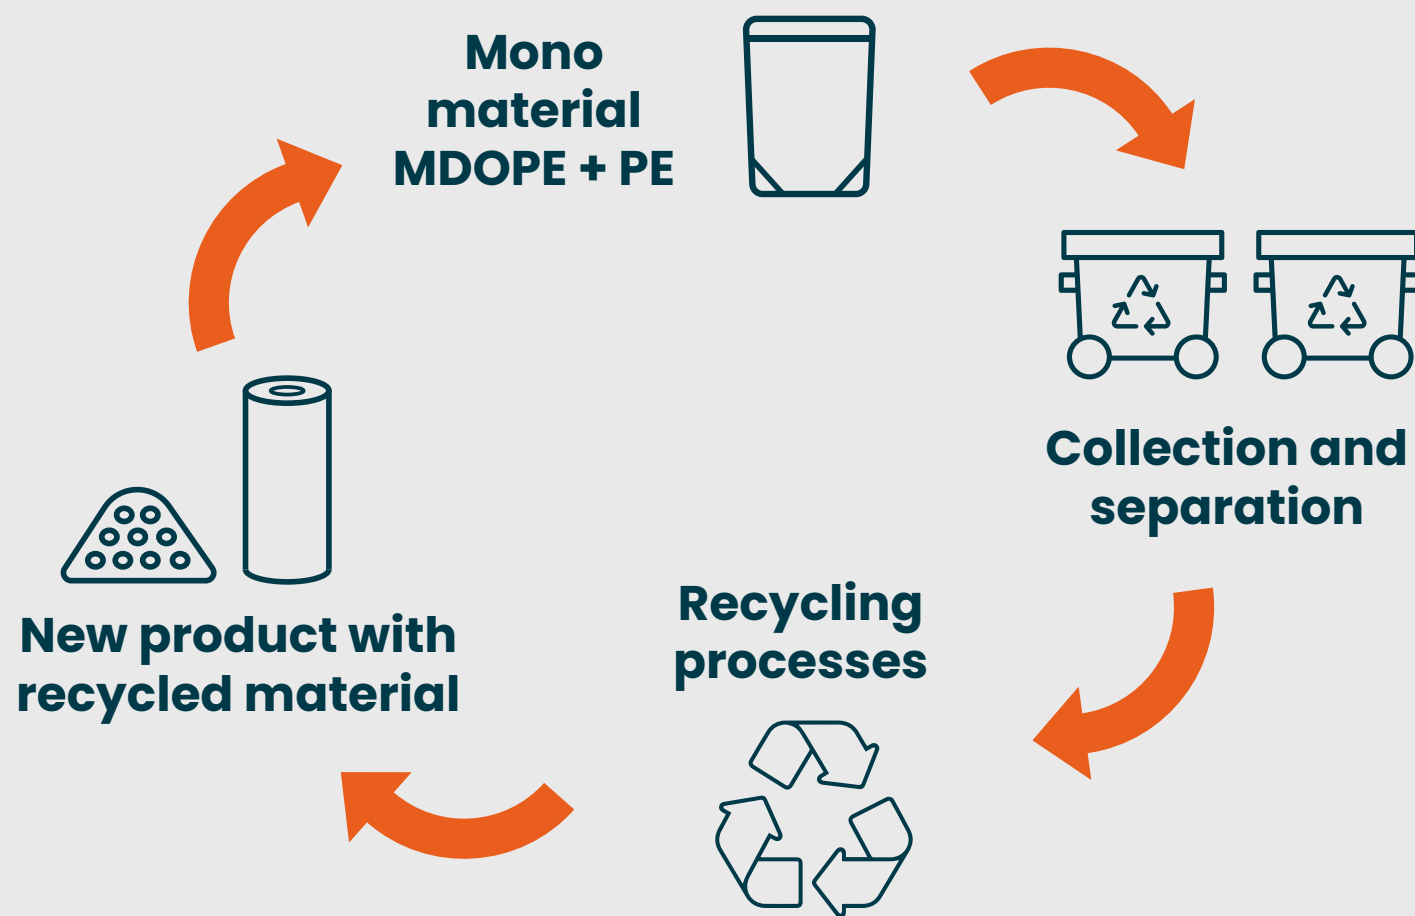 Mono
material
MDOPE + PE
Collection and
separation
Recycling
processes
New product with
recycled material